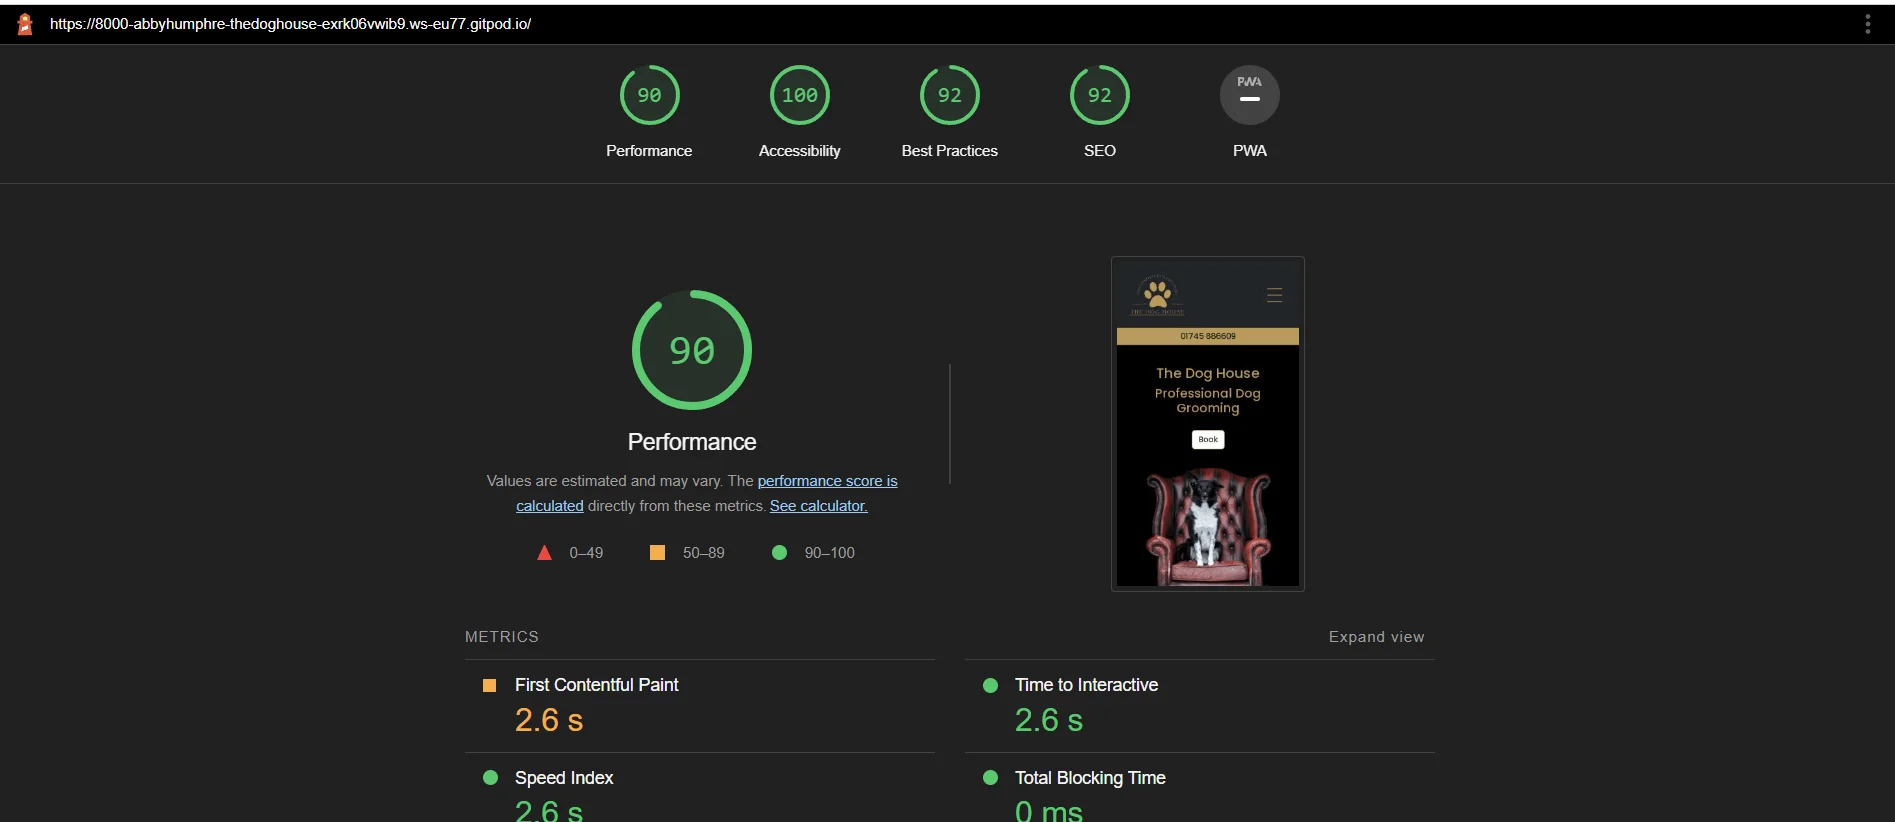 https://8000-abbyhumphre-thedoghouse-exrk06vwib9.ws-eu77.gitpod.io/
90
100
92
92
PWA
Performance
Accessibility
Best Practices
SEO
PWA
90
Performance
Values are estimated and may vary. The performance score is
calculated directly from these metrics. See calculator.
0–49
50–89
90–100
THE DOG HOUSE
01745 886609
The Dog House
Professional Dog
Grooming
Book
METRICS
Expand view
First Contentful Paint
2.6 s
Time to Interactive
2.6 s
Speed Index
2.6 s
Total Blocking Time
0 ms